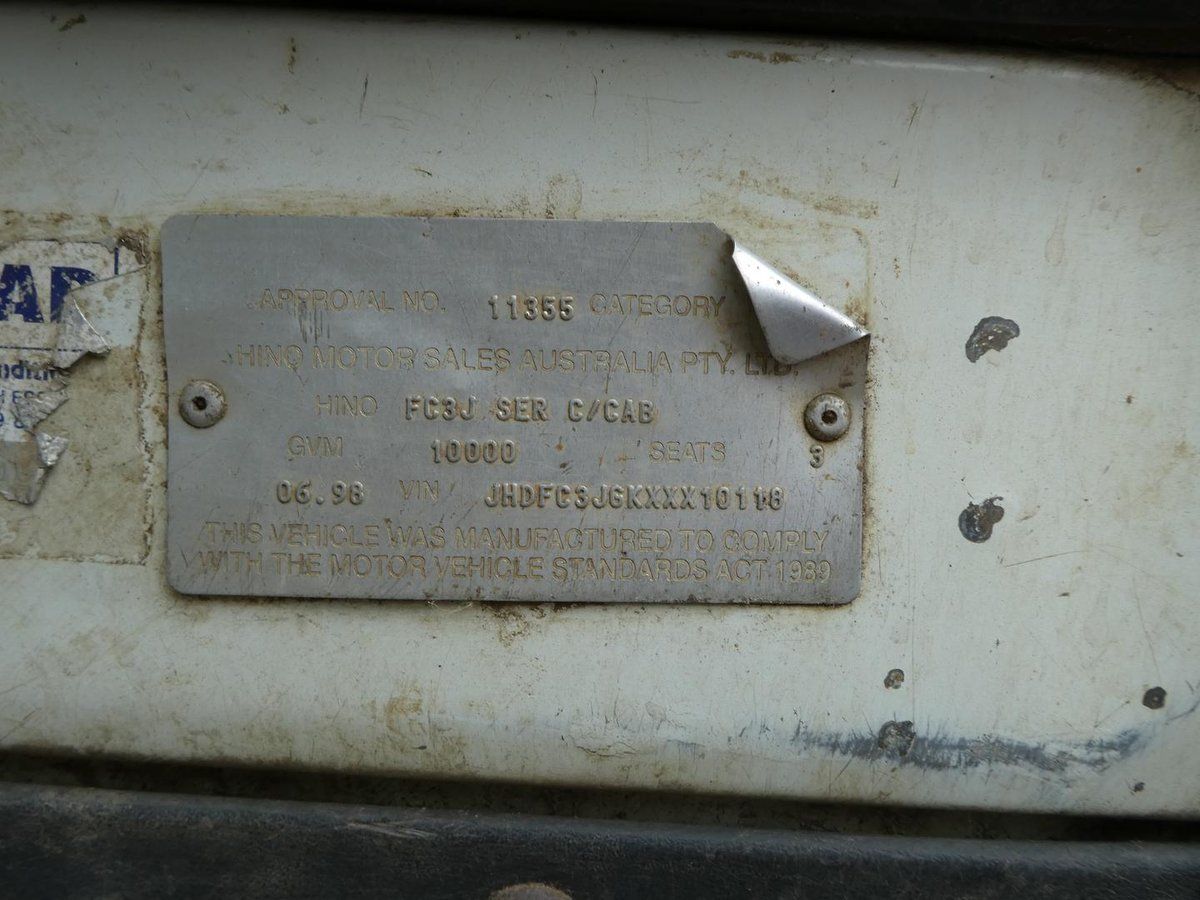 APPROVAL NO. 11355 CATEGORY
HINO MOTOR SALES AUSTRALIA PTY. LTD.
HINO FC3J SER C/CAB
GVM 10000 SEATS 3
06.98 VIN JHDFC3JGKXXX10118
THIS VEHICLE WAS MANUFACTURED TO COMPLY
WITH THE MOTOR VEHICLE STANDARDS ACT 1989